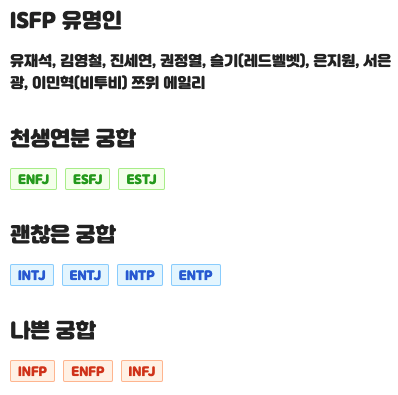 ISFP 유명인
유재석, 김영철, 진세연, 권정열, 슬기(레드벨벳), 은지원, 서은
광, 이민혁(비투비) 쯔위 에일리
천생연분 궁합
ENFJ ESFJ ESTJ
괜찮은 궁합
INTJ ENTJ INTP ENTP
나쁜 궁합
INFP ENFP INFJ